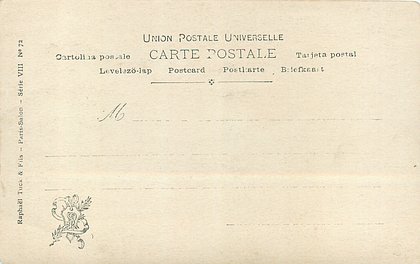 UNION POSTALE UNIVERSELLE
Cartolina postale CARTE POSTALE Tarjeta postal
Levelező-lap Postcard Postkarte Briefkaart
M
Raphaël Tuck & Fils — Paris-Salon — Série VIII No 72